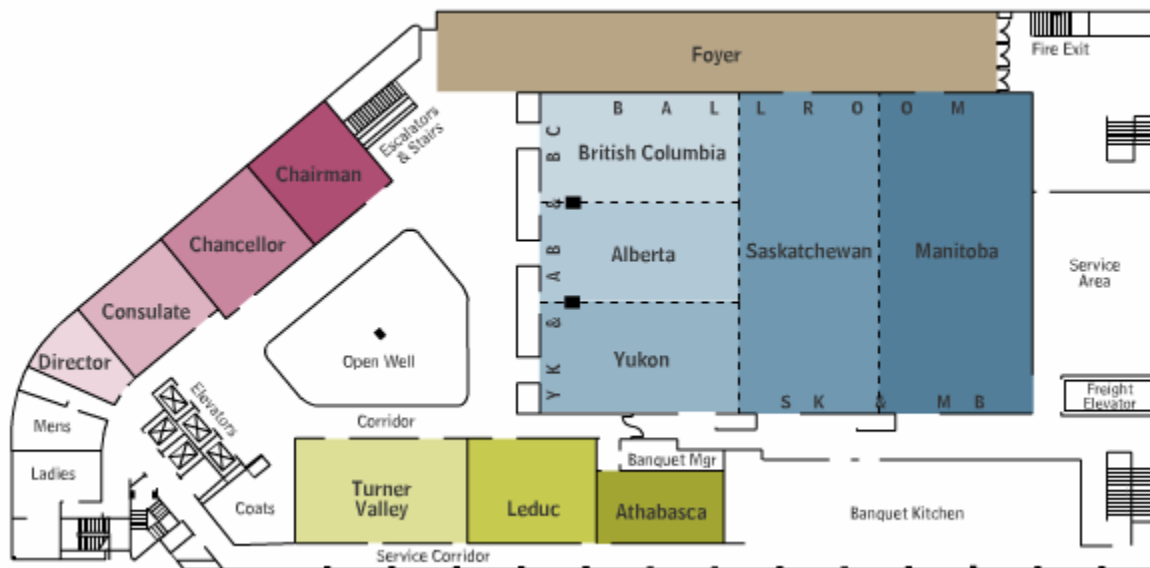 Foyer
Fire Exit
BALLROOM
Escalators
& Stairs
Chairman
British Columbia
Chancellor
Alberta
Saskatchewan
Manitoba
Service
Area
Consulate
Director
Open Well
Yukon
YK & AB & BC
SK & MB
Freight
Elevator
Elevators
Corridor
Mens
Ladies
Coats
Turner
Valley
Leduc
Banquet Mgr
Athabasca
Banquet Kitchen
Service Corridor